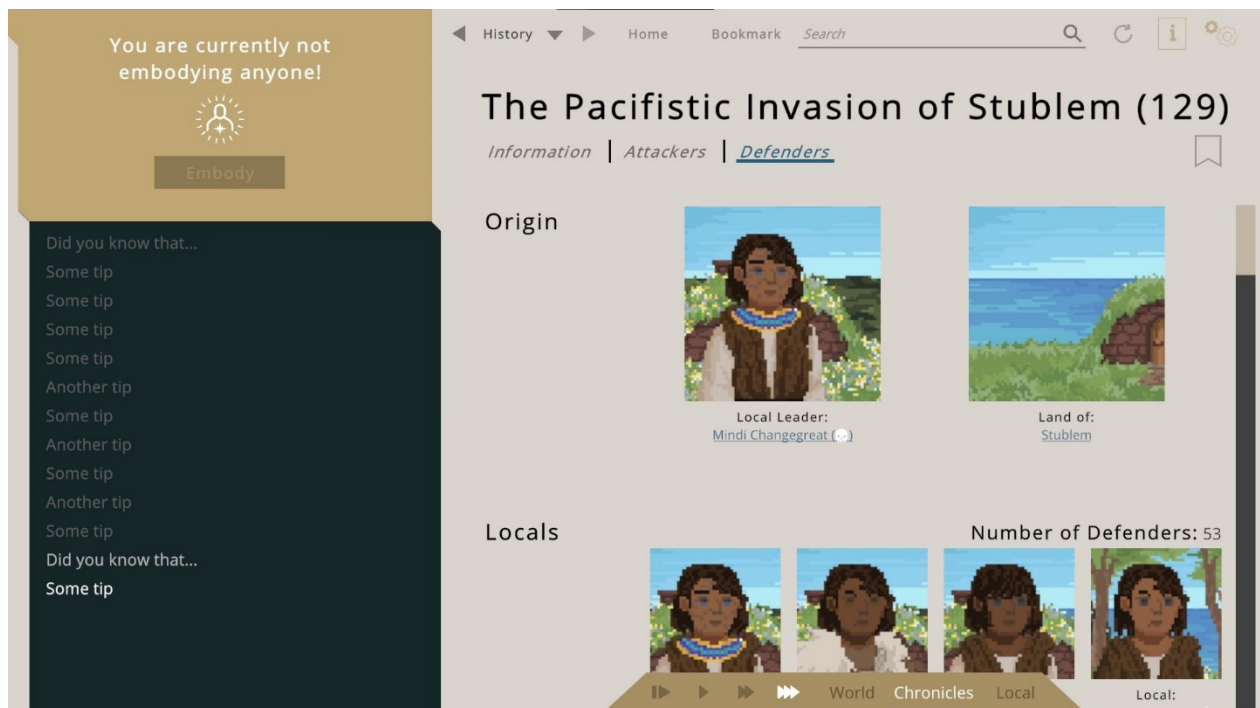 You are currently not
embodying anyone!
Embody
Did you know that...
Some tip
Some tip
Some tip
Some tip
Another tip
Some tip
Another tip
Some tip
Another tip
Some tip
Did you know that...
Some tip
History
Home
Bookmark
Search
i
The Pacifistic Invasion of Stublem (129)
Information
Attackers
Defenders
Origin
Local Leader:
Mindi Changegreat
Land of:
Stublem
Locals
Number of Defenders: 53
Local:
World
Chronicles
Local